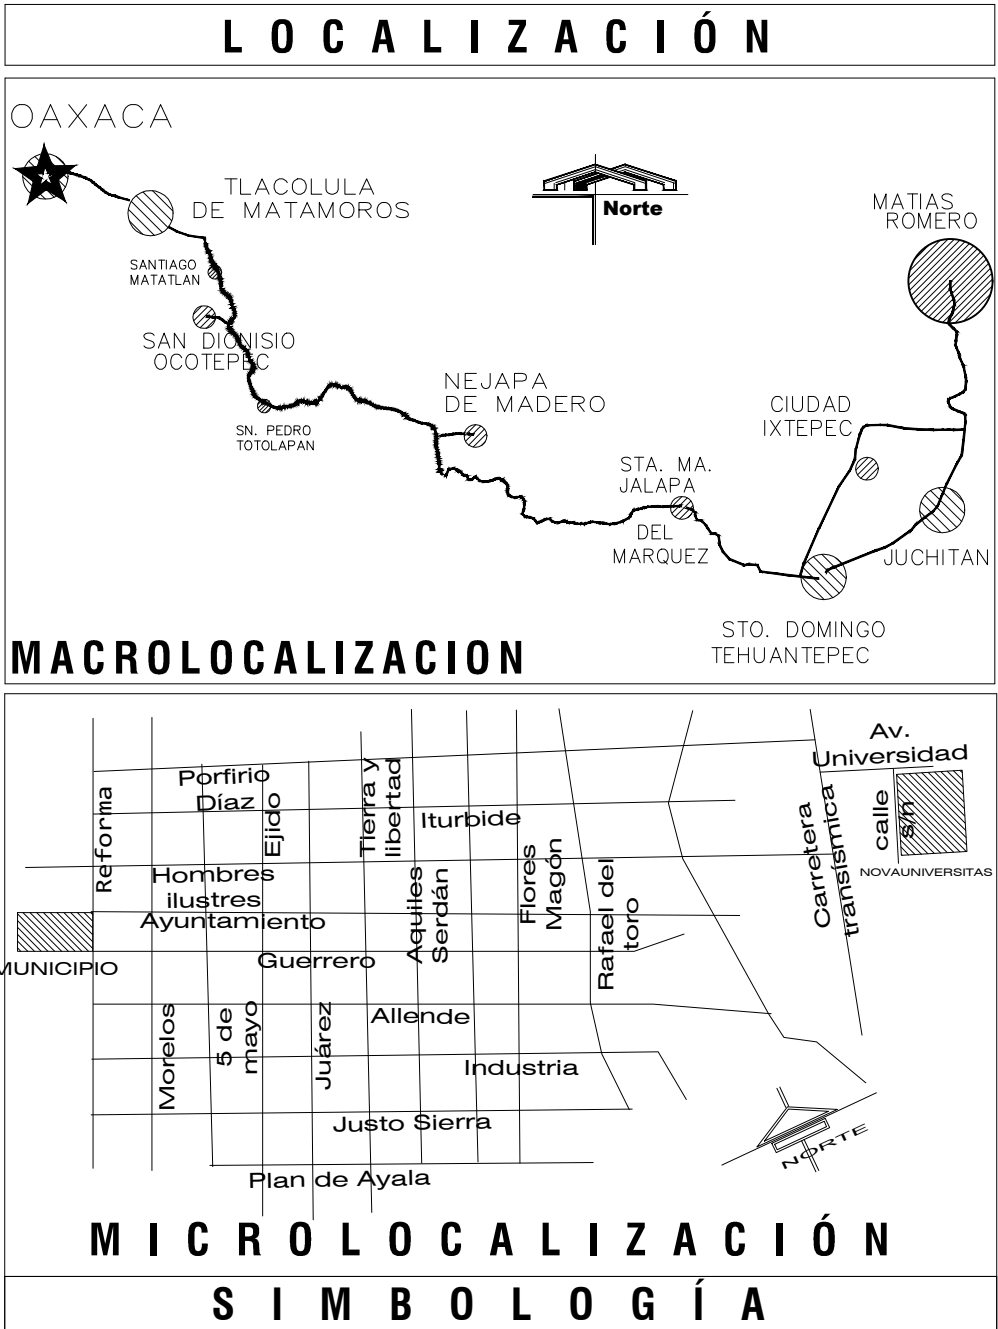 LOCALIZACIÓN
OAXACA
TLACOLULA
DE MATAMOROS
Norte
MATIAS
ROMERO
SANTIAGO
MATATLAN
SAN DIONISIO
OCOTEPEC
NEJAPA
DE MADERO
CIUDAD
IXTEPEC
SN. PEDRO
TOTOLAPAN
STA. MA.
JALAPA
DEL
MARQUEZ
JUCHITAN
STO. DOMINGO
TEHUANTEPEC
MACROLOCALIZACION
Av.
Universidad
Porfirio
Díaz
Reforma
Ejido
Tierra y
libertad
Iturbide
Carretera
transísmica
calle
s/n
NOVAUNIVERSITAS
Hombres
ilustres
Ayuntamiento
Aquiles
Serdán
Flores
Magón
Rafael del
toro
MUNICIPIO
Guerrero
Morelos
5 de
mayo
Juárez
Allende
Industria
Justo Sierra
Plan de Ayala
NORTE
MICROLOCALIZACIÓN
SIMBOLOGÍA